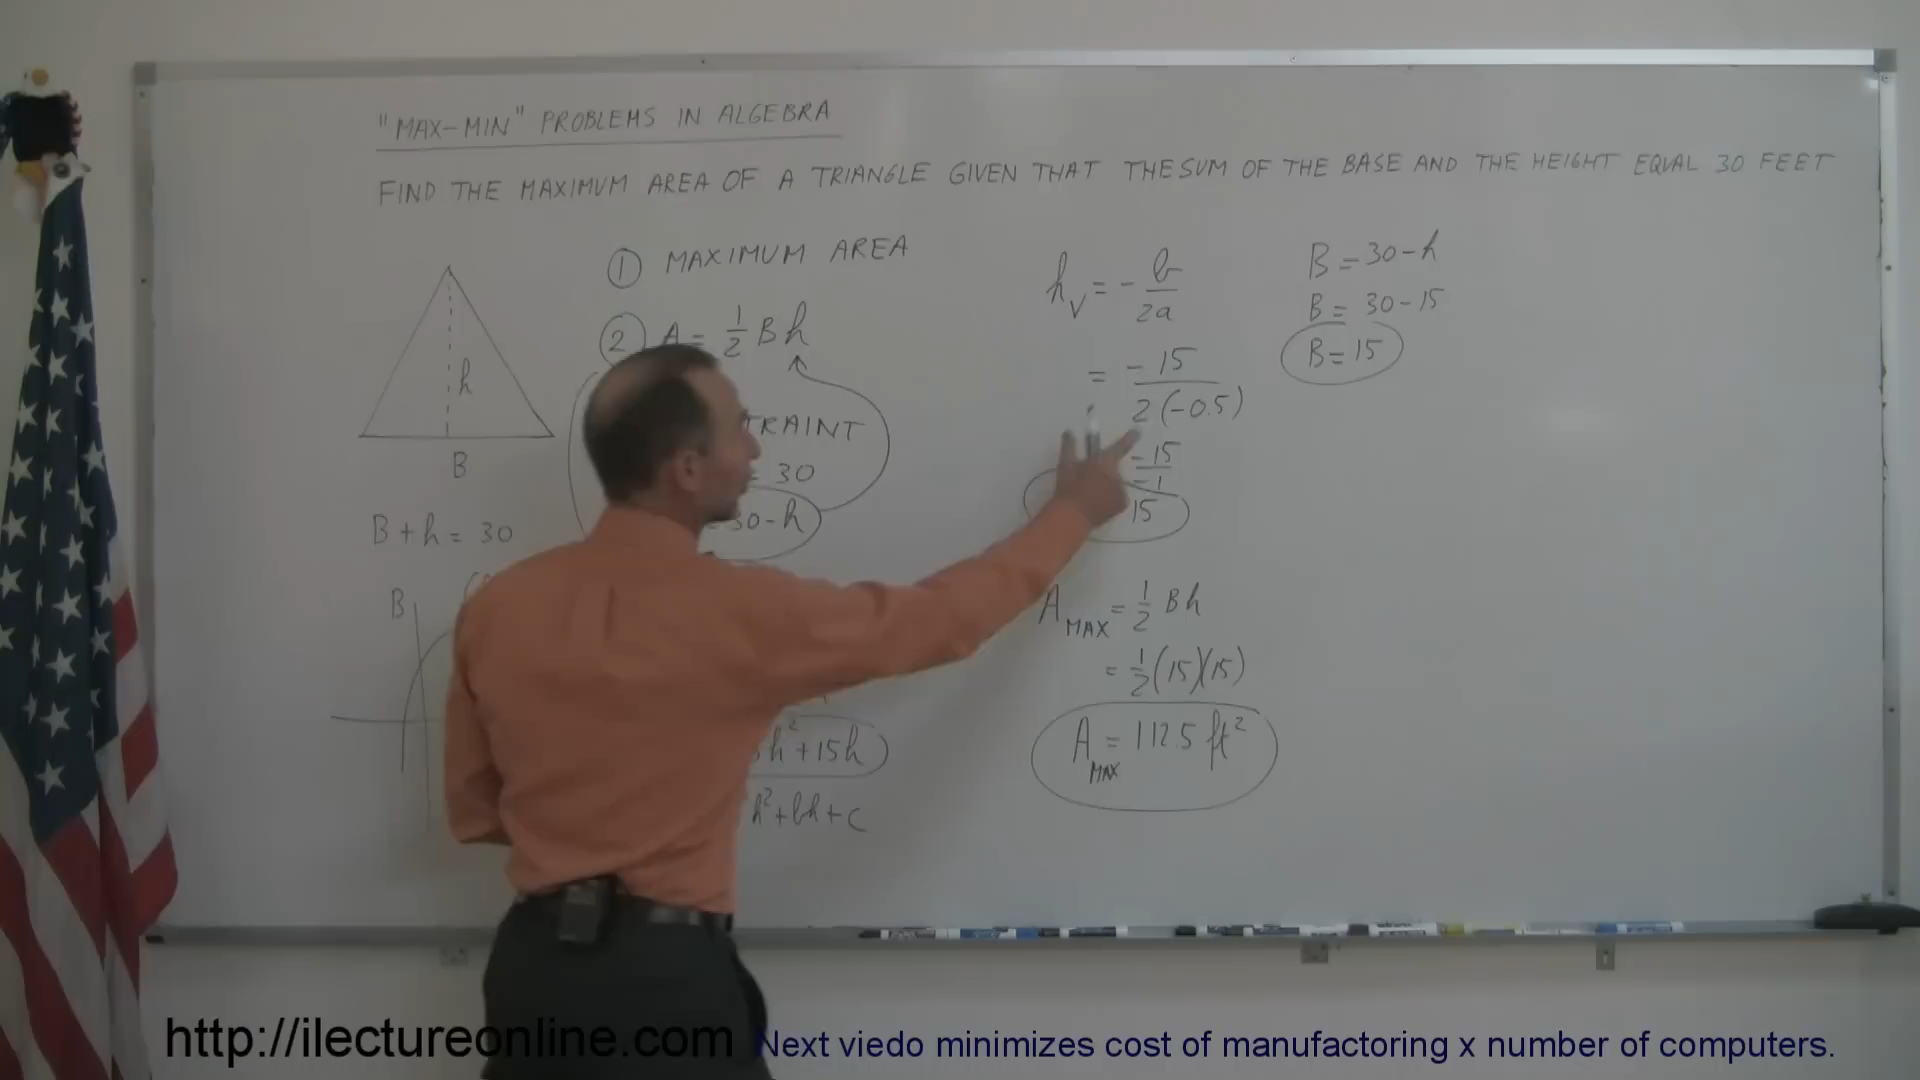 "MAX-MIN" PROBLEMS IN ALGEBRA
FIND THE MAXIMUM AREA OF A TRIANGLE GIVEN THAT THE SUM OF THE BASE AND THE HEIGHT EQUAL 30 FEET
h
B
B + h = 30
B
① MAXIMUM AREA
② A = 1/2 B h
TRAINT
= 30
= 30 - h
h² + 15h
h² + bh + c
h_V = - b/2a
= -15 / 2(-0.5)
-15 / -1
15
A_MAX = 1/2 B h
= 1/2 (15)(15)
A_MAX = 112.5 ft²
B = 30 - h
B = 30 - 15
B = 15
http://ilectureonline.com
Next viedo minimizes cost of manufactoring x number of computers.